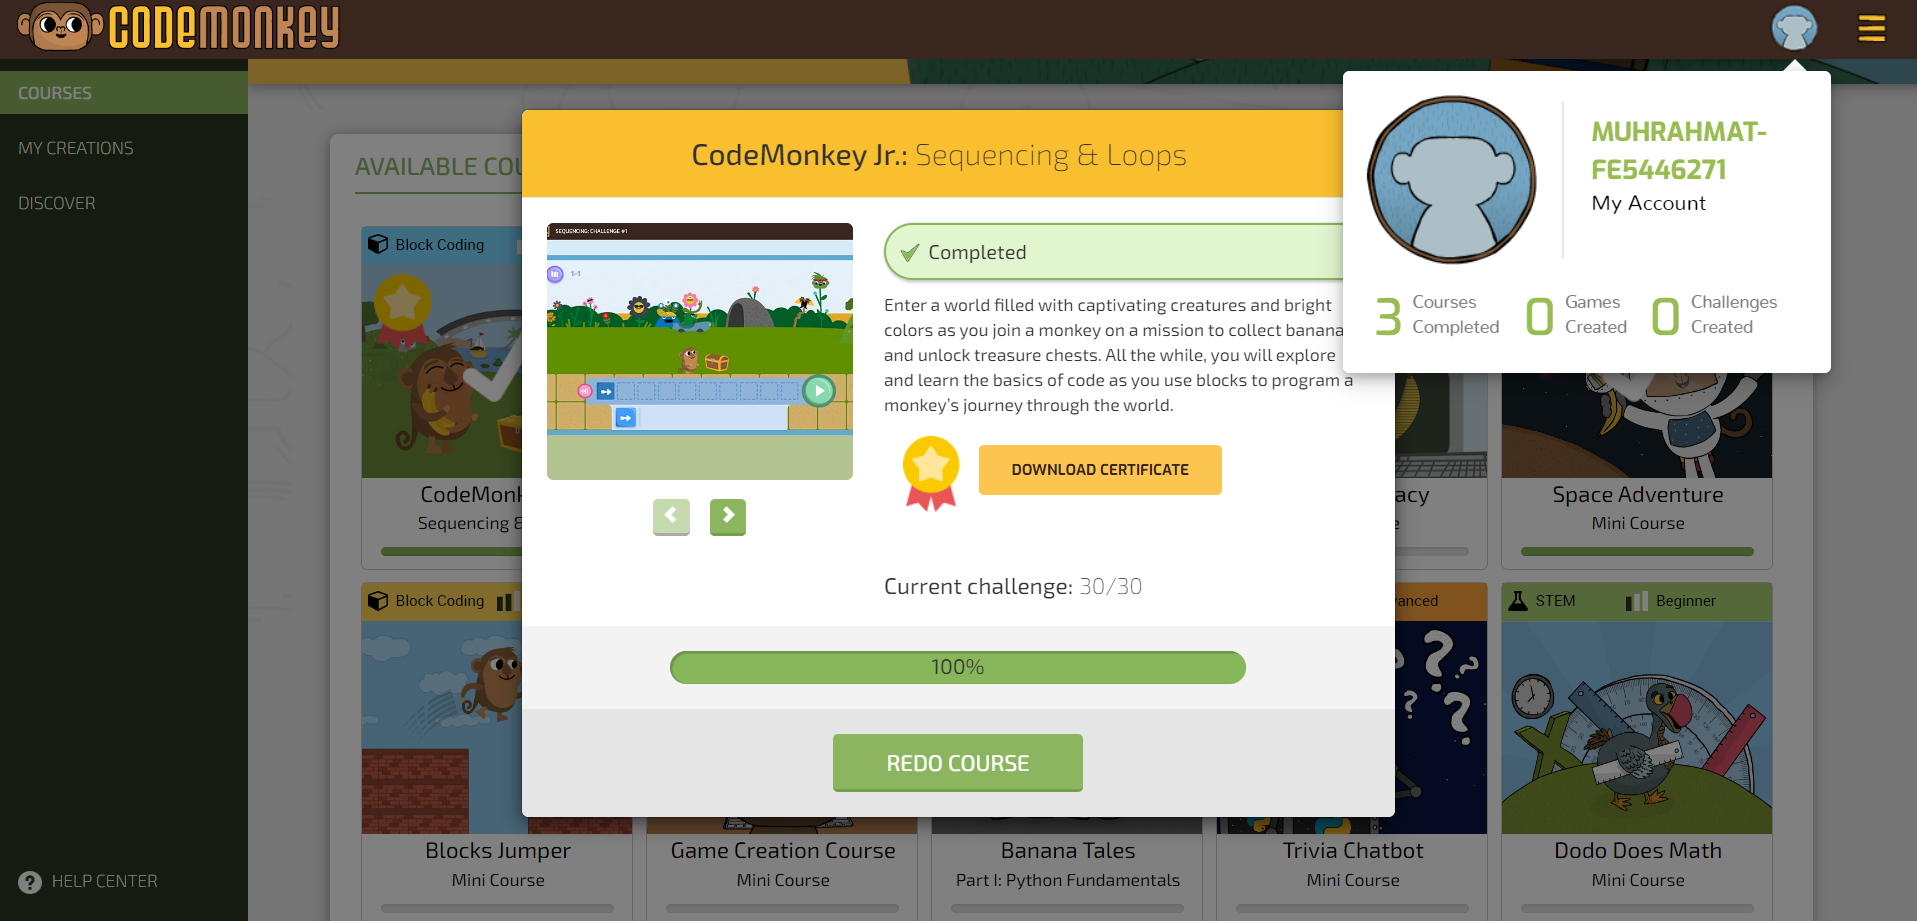 CODEMONKEY
COURSES
MY CREATIONS
DISCOVER
HELP CENTER
AVAILABLE COU
Block Coding
CodeMonk
Sequencing &
CodeMonkey Jr.: Sequencing & Loops
SEQUENCING: CHALLENGE #1
1-1
Completed
Enter a world filled with captivating creatures and bright
colors as you join a monkey on a mission to collect banana
and unlock treasure chests. All the while, you will explore
and learn the basics of code as you use blocks to program a
monkey's journey through the world.
DOWNLOAD CERTIFICATE
Current challenge: 30/30
100%
REDO COURSE
MUHRAHMAT-
FE5446271
My Account
3 Courses Completed
0 Games Created
0 Challenges Created
acy
e
Space Adventure
Mini Course
Block Coding
anced
STEM Beginner
Blocks Jumper
Mini Course
Game Creation Course
Mini Course
Banana Tales
Part I: Python Fundamentals
Trivia Chatbot
Mini Course
Dodo Does Math
Mini Course